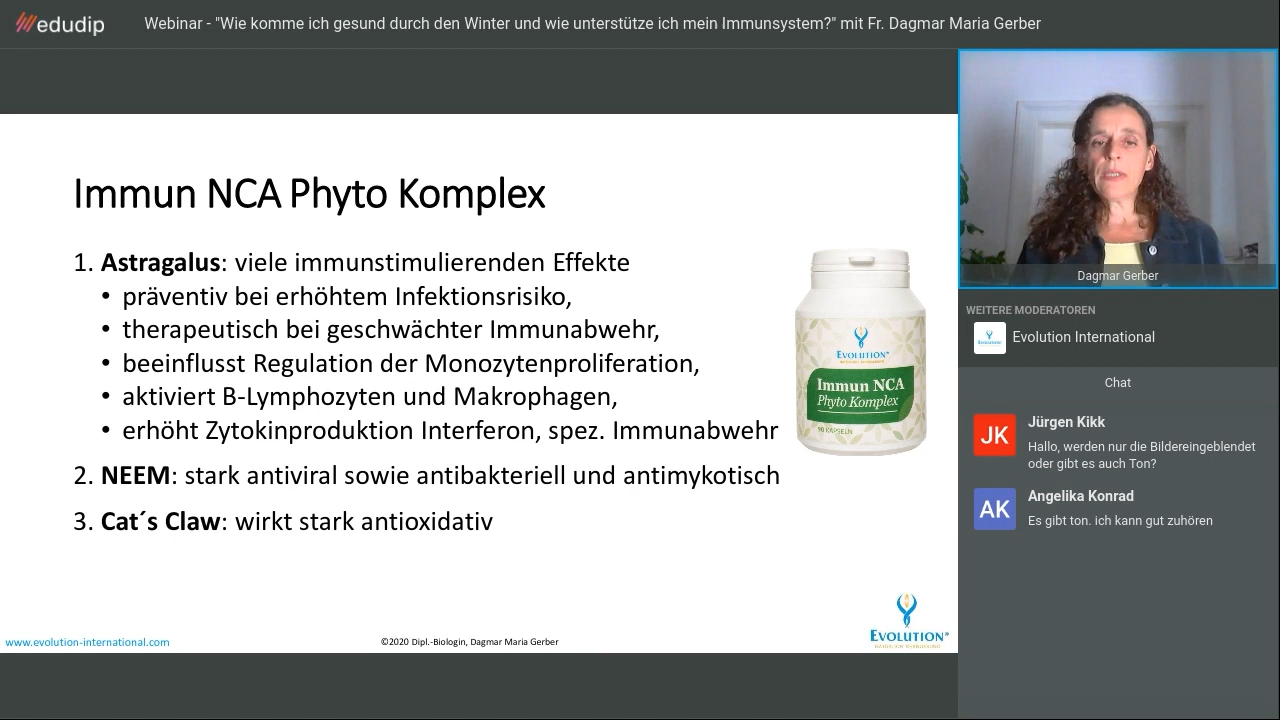 edudip
Webinar - "Wie komme ich gesund durch den Winter und wie unterstütze ich mein Immunsystem?" mit Fr. Dagmar Maria Gerber
Immun NCA Phyto Komplex
1. Astragalus: viele immunstimulierenden Effekte
• präventiv bei erhöhtem Infektionsrisiko,
• therapeutisch bei geschwächter Immunabwehr,
• beeinflusst Regulation der Monozytenproliferation,
• aktiviert B-Lymphozyten und Makrophagen,
• erhöht Zytokinproduktion Interferon, spez. Immunabwehr
2. NEEM: stark antiviral sowie antibakteriell und antimykotisch
3. Cat´s Claw: wirkt stark antioxidativ
EVOLUTION®
Immun NCA
Phyto Komplex
90 KAPSELN
www.evolution-international.com
©2020 Dipl.-Biologin, Dagmar Maria Gerber
EVOLUTION®
Dagmar Gerber
WEITERE MODERATOREN
Evolution International
Chat
JK
Jürgen Kikk
Hallo, werden nur die Bildereingeblendet
oder gibt es auch Ton?
AK
Angelika Konrad
Es gibt ton. ich kann gut zuhören